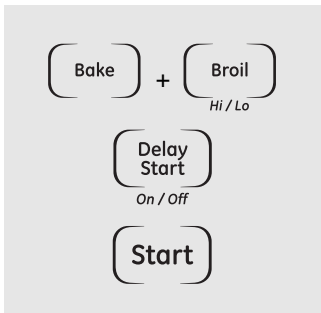 Bake + Broil
Hi / Lo
Delay
Start
On / Off
Start